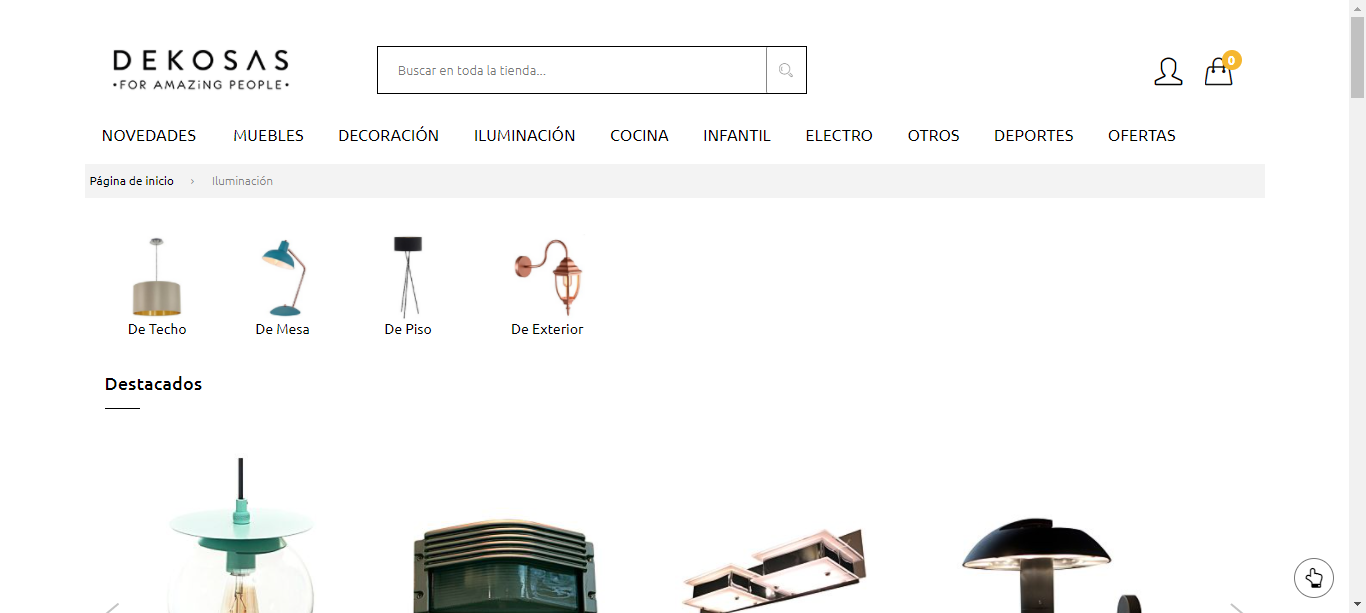 DEKOSAS
•FOR AMAZiNG PEOPLE•
Buscar en toda la tienda...
0
NOVEDADES MUEBLES DECORACIÓN ILUMINACIÓN COCINA INFANTIL ELECTRO OTROS DEPORTES OFERTAS
Página de inicio › Iluminación
De Techo De Mesa De Piso De Exterior
Destacados